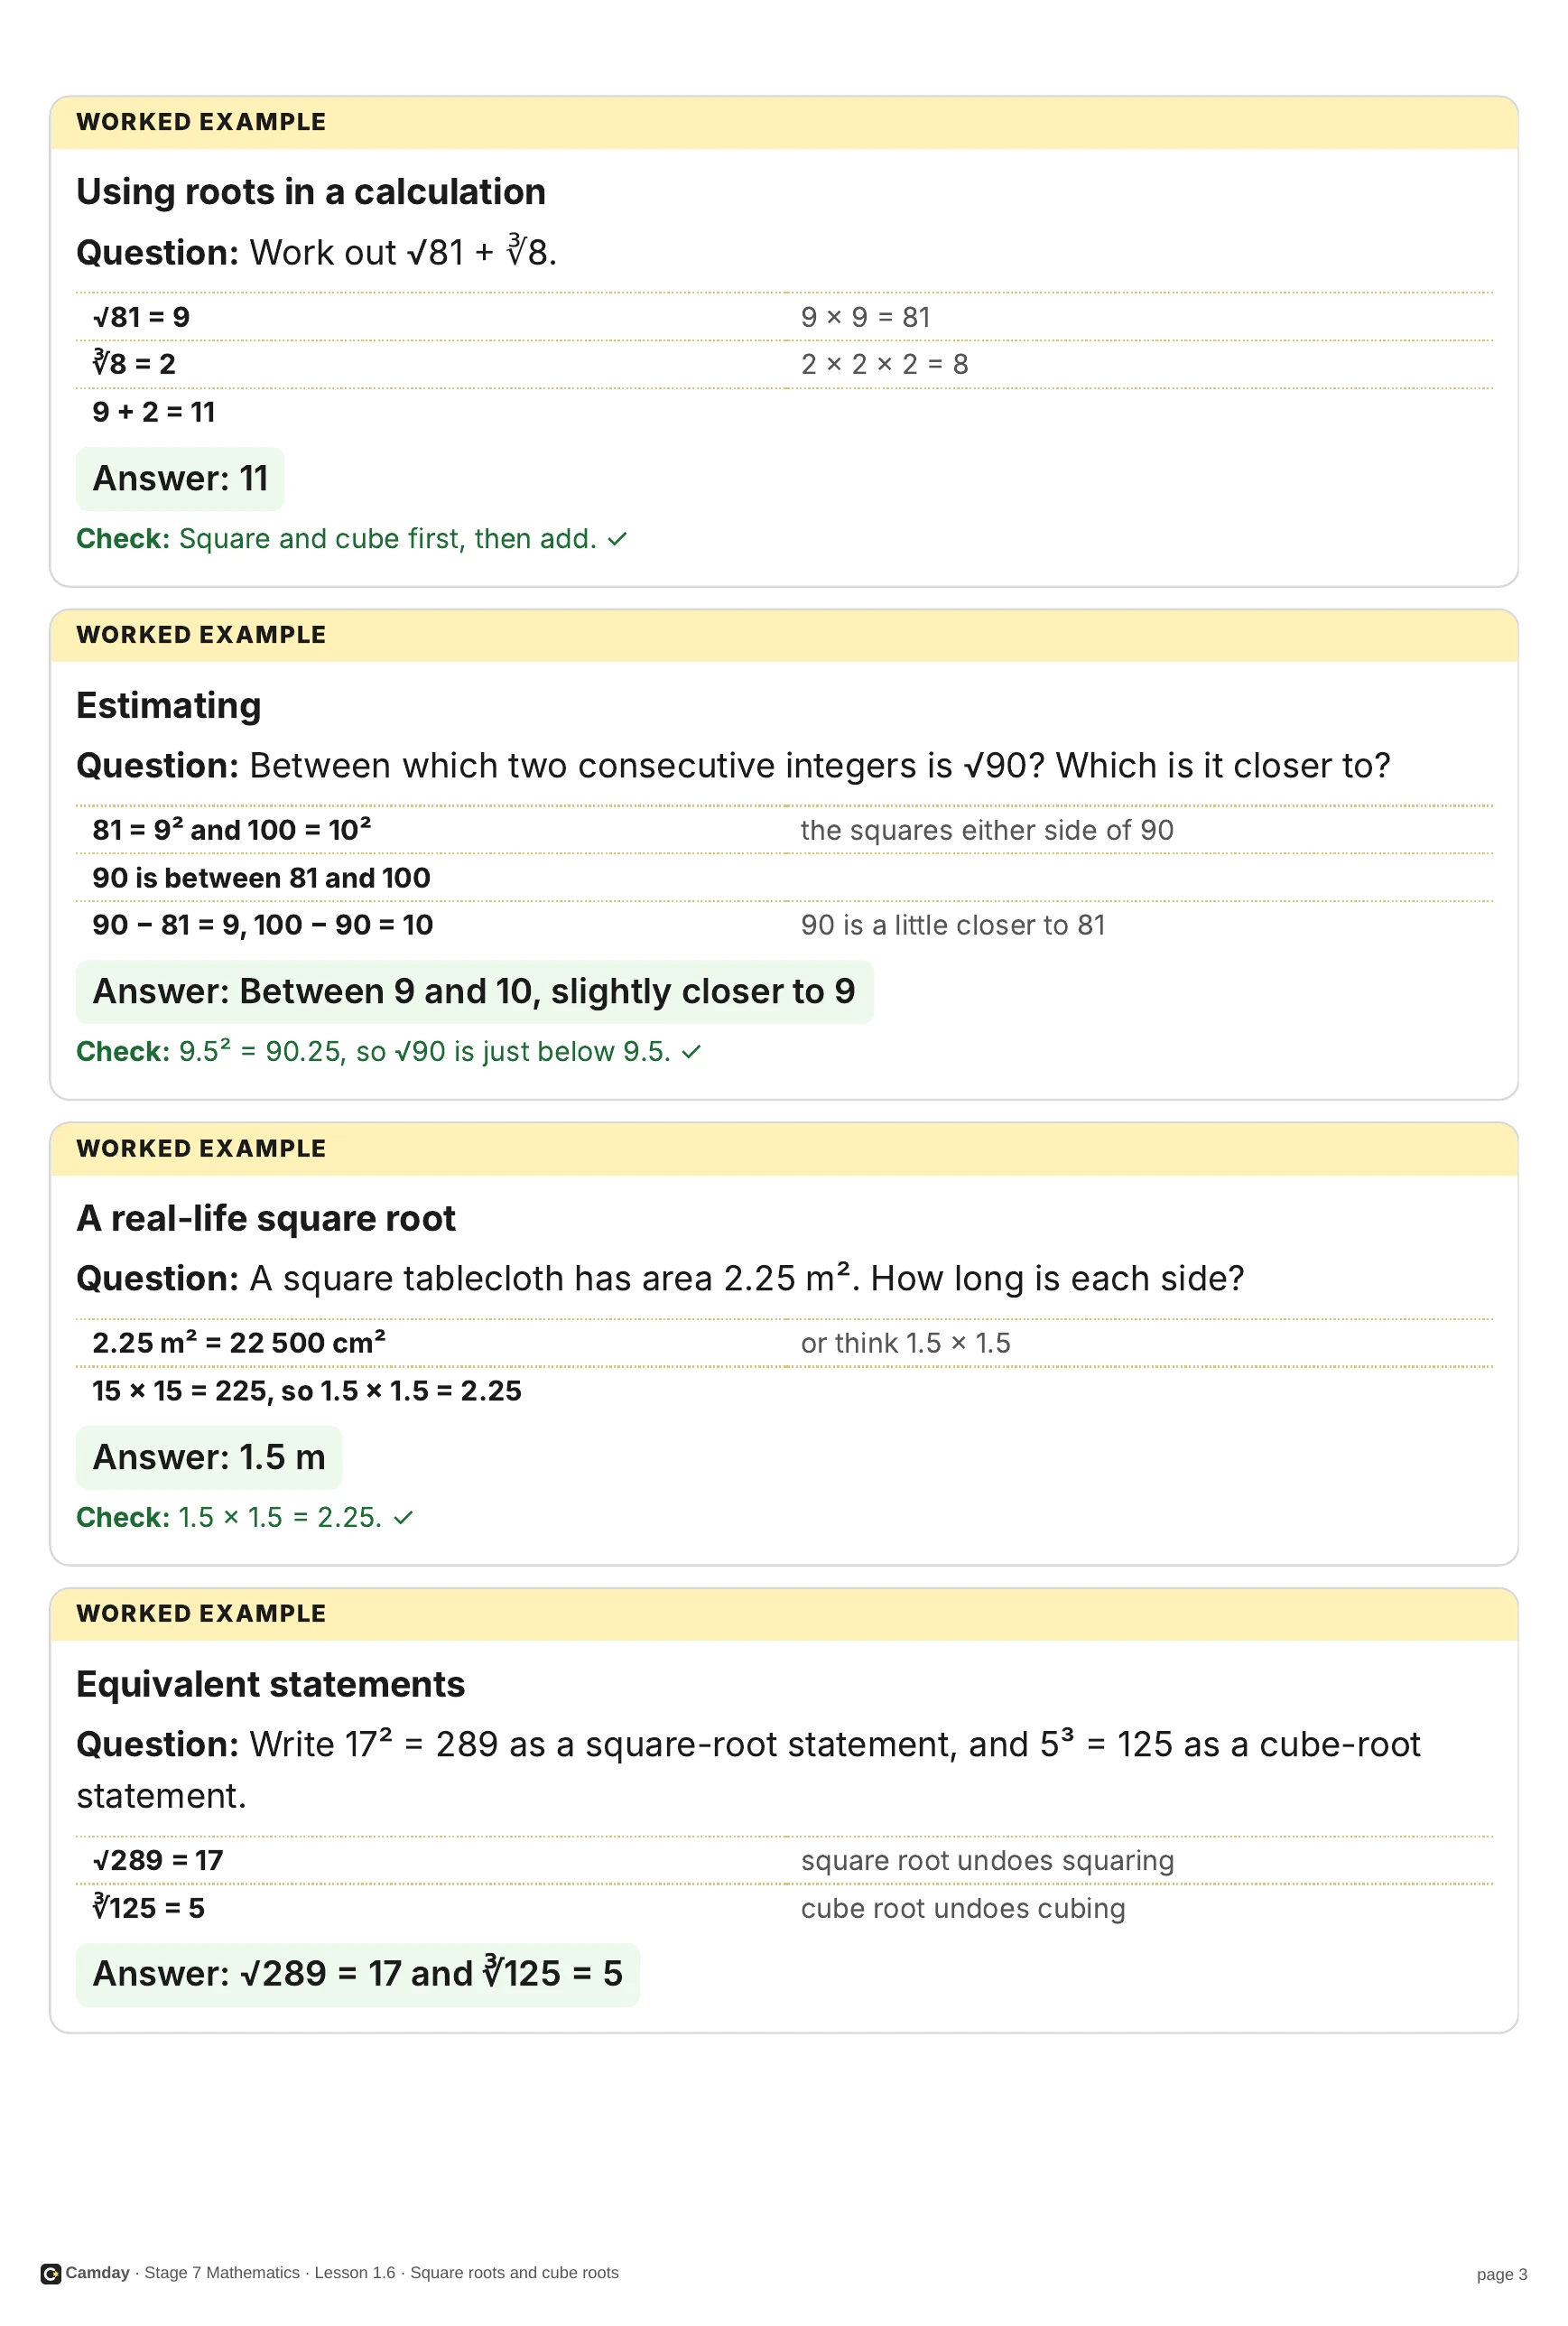 WORKED EXAMPLE
Using roots in a calculation
Question: Work out √81 + ∛8.
√81 = 9 9 × 9 = 81
∛8 = 2 2 × 2 × 2 = 8
9 + 2 = 11
Answer: 11
Check: Square and cube first, then add. ✓
WORKED EXAMPLE
Estimating
Question: Between which two consecutive integers is √90? Which is it closer to?
81 = 9² and 100 = 10² the squares either side of 90
90 is between 81 and 100
90 − 81 = 9, 100 − 90 = 10 90 is a little closer to 81
Answer: Between 9 and 10, slightly closer to 9
Check: 9.5² = 90.25, so √90 is just below 9.5. ✓
WORKED EXAMPLE
A real-life square root
Question: A square tablecloth has area 2.25 m². How long is each side?
2.25 m² = 22 500 cm² or think 1.5 × 1.5
15 × 15 = 225, so 1.5 × 1.5 = 2.25
Answer: 1.5 m
Check: 1.5 × 1.5 = 2.25. ✓
WORKED EXAMPLE
Equivalent statements
Question: Write 17² = 289 as a square-root statement, and 5³ = 125 as a cube-root
statement.
√289 = 17 square root undoes squaring
∛125 = 5 cube root undoes cubing
Answer: √289 = 17 and ∛125 = 5
Camday · Stage 7 Mathematics · Lesson 1.6 · Square roots and cube roots page 3